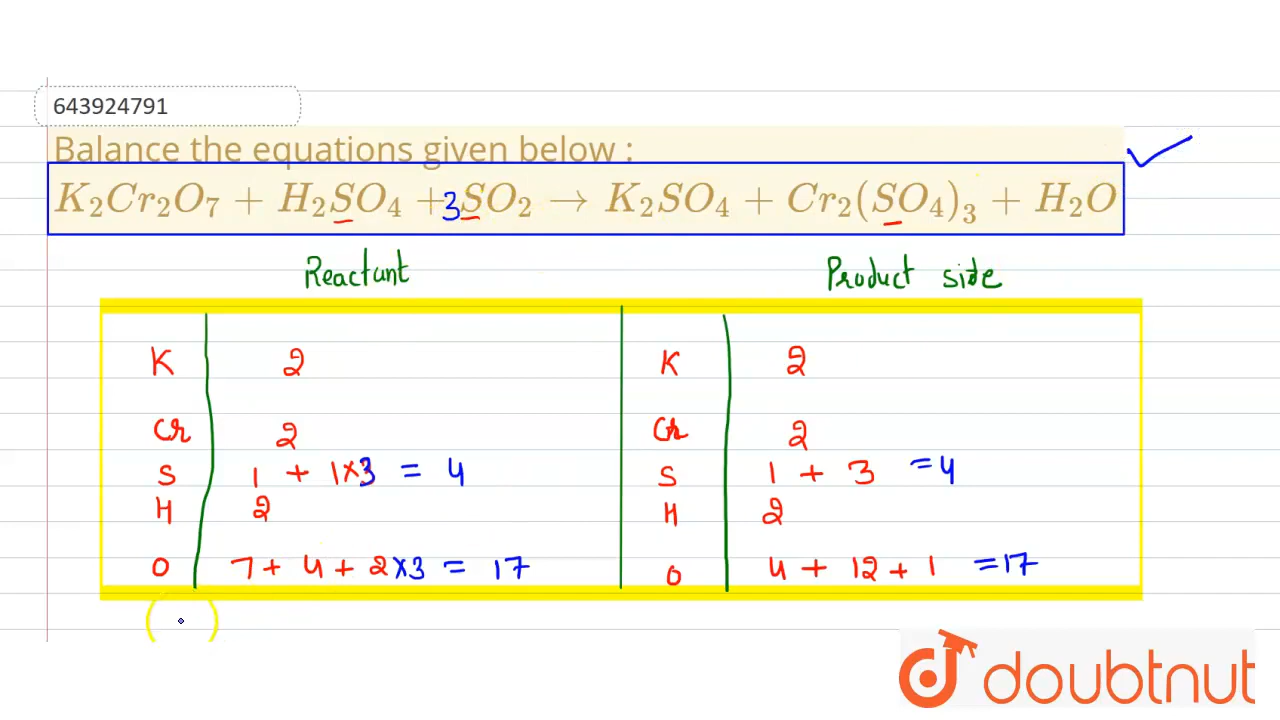 643924791
Balance the equations given below :
K₂Cr₂O₇ + H₂SO₄ + 3SO₂ → K₂SO₄ + Cr₂(SO₄)₃ + H₂O
Reactant Product side
K 2 K 2
Cr 2 Cr 2
S 1 + 1×3 = 4 S 1 + 3 = 4
H 2 H 2
O 7 + 4 + 2×3 = 17 O 4 + 12 + 1 = 17
doubtnut